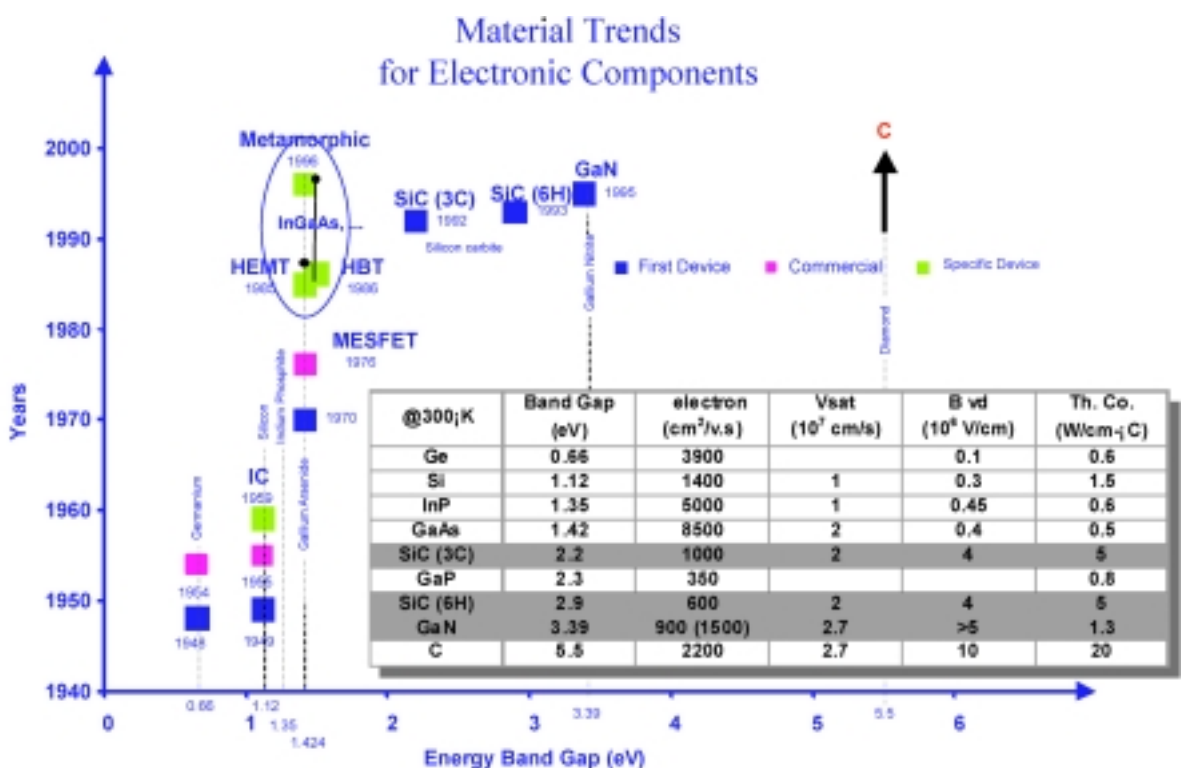 Material Trends
for Electronic Components
2000
1990
1980
1970
1960
1950
1940
Years
Metamorphic
1996
InGaAs, ...
HEMT
1985
HBT
1986
MESFET
1976
1970
IC
1959
1955
1949
1954
1948
Germanium
Silicon
Indium Phosphite
Gallium Arsenide
SiC (3C)
1992
Silicon carbite
SiC (6H)
1993
GaN
1995
Gallium Nitrite
C
Diamond
First Device
Commercial
Specific Device
@300¡K Band Gap (eV) electron (cm²/v.s) Vsat (10⁷ cm/s) B vd (10⁶ V/cm) Th. Co. (W/cm-¡C)
Ge 0.66 3900 0.1 0.6
Si 1.12 1400 1 0.3 1.5
InP 1.35 5000 1 0.45 0.6
GaAs 1.42 8500 2 0.4 0.5
SiC (3C) 2.2 1000 2 4 5
GaP 2.3 350 0.8
SiC (6H) 2.9 600 2 4 5
GaN 3.39 900 (1500) 2.7 >5 1.3
C 5.5 2200 2.7 10 20
0.66 1.12 3.39 5.5
1.35
1.424
0 1 2 3 4 5 6
Energy Band Gap (eV)